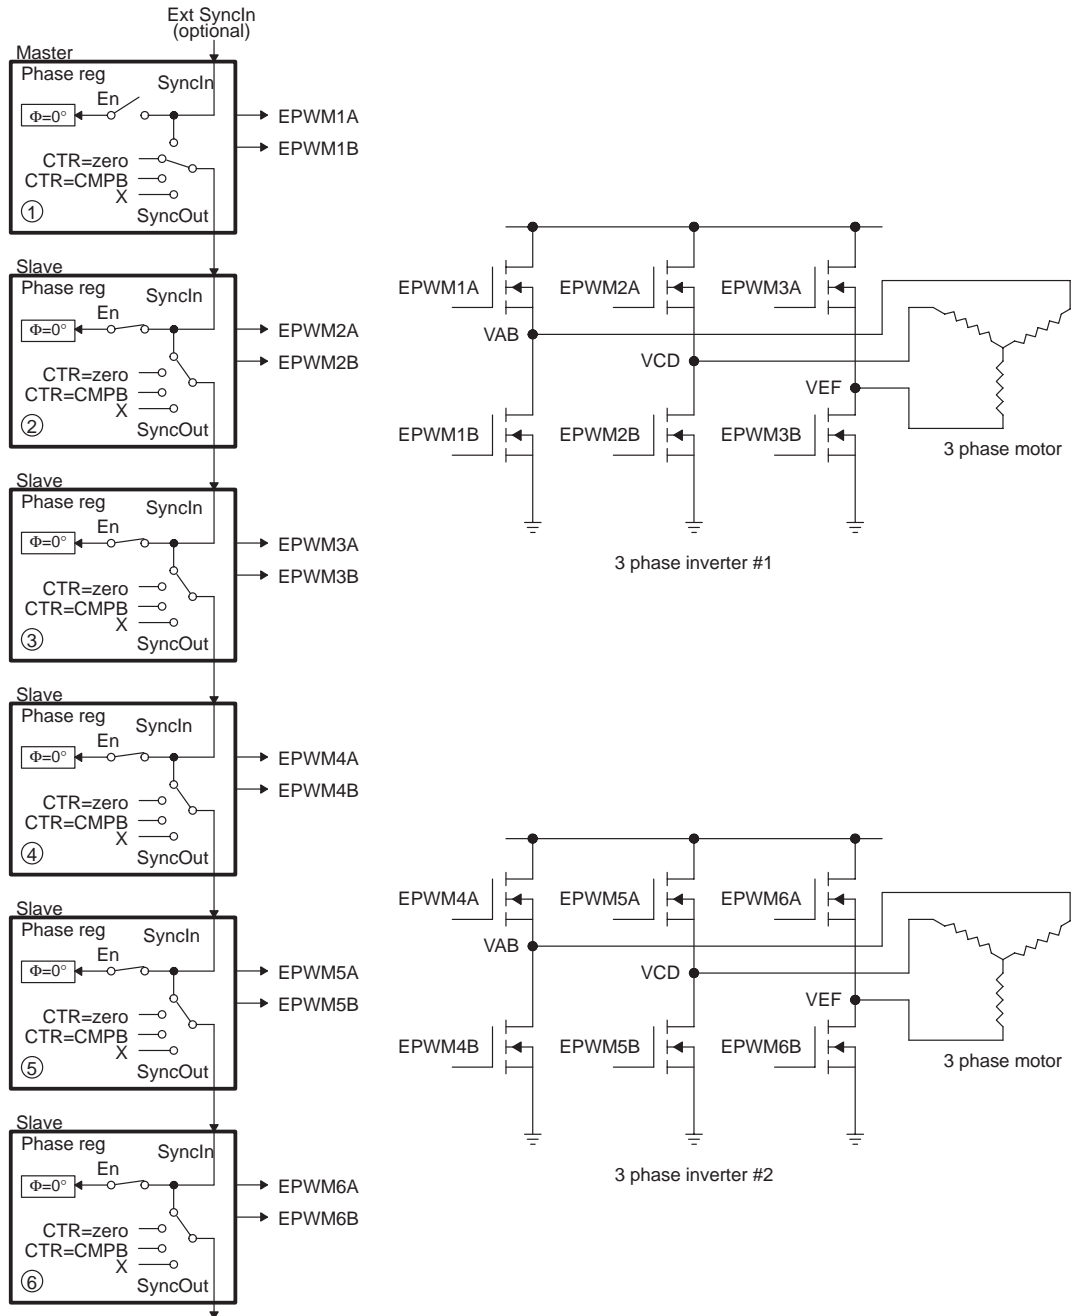 Ext SyncIn
(optional)
Master
Phase reg
SyncIn
En
Φ=0°
EPWM1A
EPWM1B
CTR=zero
CTR=CMPB
X
1
SyncOut
Slave
Phase reg
SyncIn
En
Φ=0°
EPWM2A
EPWM2B
CTR=zero
CTR=CMPB
X
2
SyncOut
Slave
Phase reg
SyncIn
En
Φ=0°
EPWM3A
EPWM3B
CTR=zero
CTR=CMPB
X
3
SyncOut
Slave
Phase reg
SyncIn
En
Φ=0°
EPWM4A
EPWM4B
CTR=zero
CTR=CMPB
X
4
SyncOut
Slave
Phase reg
SyncIn
En
Φ=0°
EPWM5A
EPWM5B
CTR=zero
CTR=CMPB
X
5
SyncOut
Slave
Phase reg
SyncIn
En
Φ=0°
EPWM6A
EPWM6B
CTR=zero
CTR=CMPB
X
6
SyncOut
EPWM1A
EPWM2A
EPWM3A
VAB
VCD
VEF
EPWM1B
EPWM2B
EPWM3B
3 phase motor
3 phase inverter #1
EPWM4A
EPWM5A
EPWM6A
VAB
VCD
VEF
EPWM4B
EPWM5B
EPWM6B
3 phase motor
3 phase inverter #2